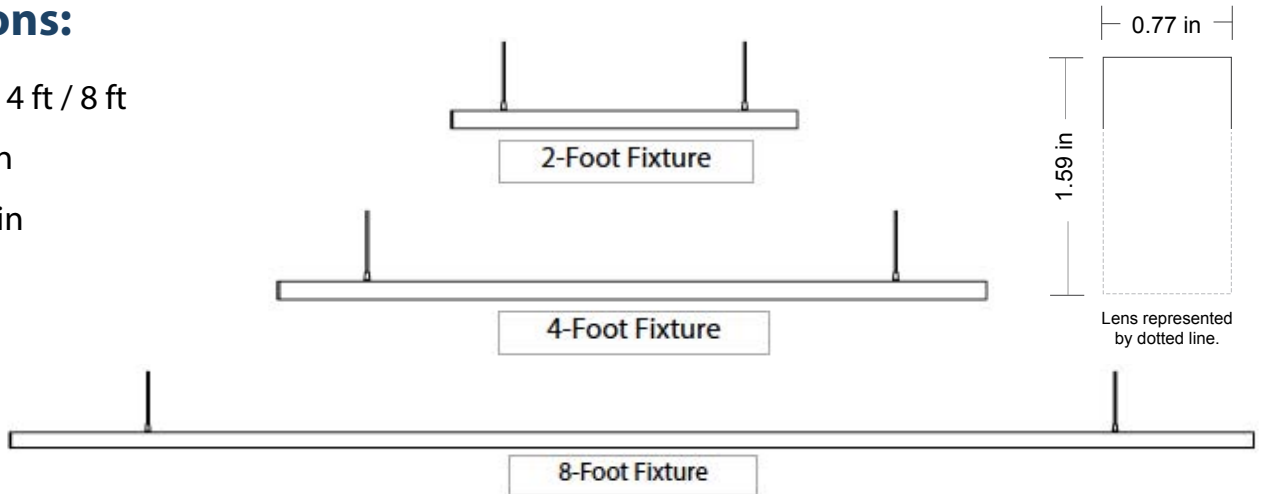 ons:
4 ft / 8 ft
n
in
2-Foot Fixture
4-Foot Fixture
8-Foot Fixture
0.77 in
1.59 in
Lens represented
by dotted line.